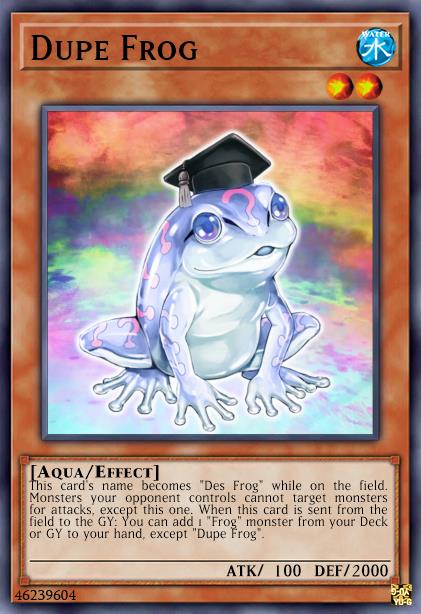 Dupe Frog
WATER
水
[Aqua/Effect]
This card's name becomes "Des Frog" while on the field.
Monsters your opponent controls cannot target monsters
for attacks, except this one. When this card is sent from
the field to the GY: You can add 1 "Frog" monster from your Deck
or GY to your hand, except "Dupe Frog".
ATK/ 100 DEF/2000
46239604